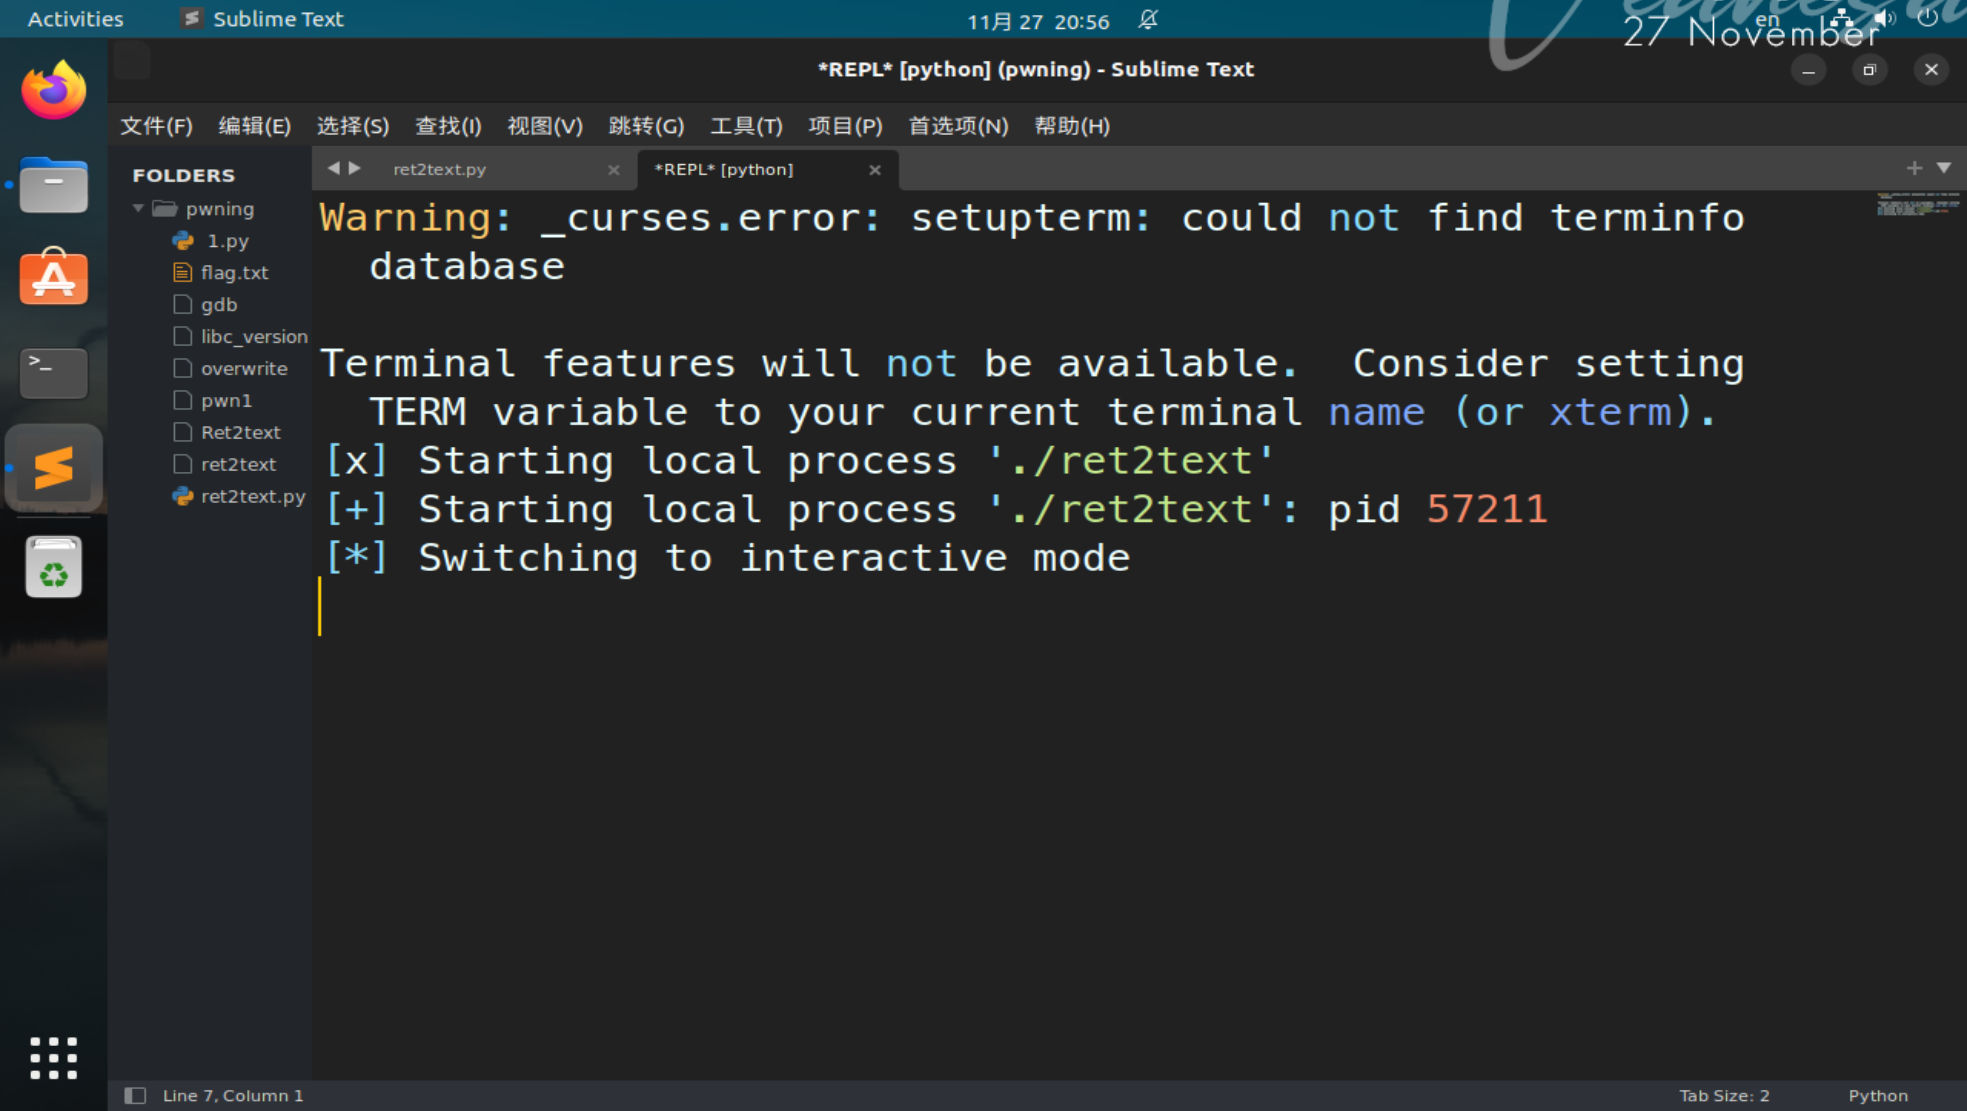 Activities
Sublime Text
11月 27 20:56
en
27 November
*REPL* [python] (pwning) - Sublime Text
文件(F) 编辑(E) 选择(S) 查找(I) 视图(V) 跳转(G) 工具(T) 项目(P) 首选项(N) 帮助(H)
FOLDERS
pwning
1.py
flag.txt
gdb
libc_version
overwrite
pwn1
Ret2text
ret2text
ret2text.py
ret2text.py
*REPL* [python]
Warning: _curses.error: setupterm: could not find terminfo
database
Terminal features will not be available.  Consider setting
TERM variable to your current terminal name (or xterm).
[x] Starting local process './ret2text'
[+] Starting local process './ret2text': pid 57211
[*] Switching to interactive mode
Line 7, Column 1
Tab Size: 2
Python